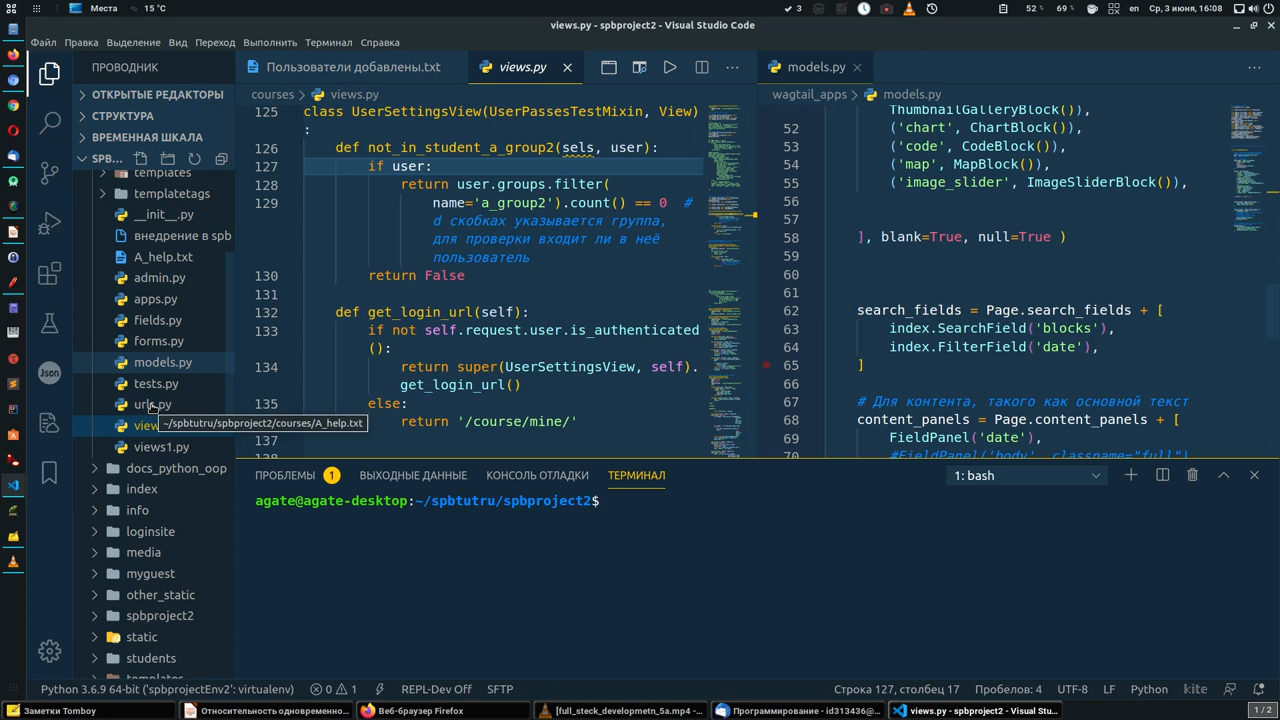 Места
3
15 °C
52 %
69 %
en
Ср, 3 июня, 16:08
views.py - spbproject2 - Visual Studio Code
Файл Правка Выделение Вид Переход Выполнить Терминал Справка
ПРОВОДНИК
ОТКРЫТЫЕ РЕДАКТОРЫ
СТРУКТУРА
ВРЕМЕННАЯ ШКАЛА
SPB...
templates
templatetags
__init__.py
внедрение в spb
A_help.txt
admin.py
apps.py
fields.py
forms.py
models.py
tests.py
urls.py
view
~/spbtutru/spbproject2/courses/A_help.txt
views1.py
docs_python_oop
index
info
loginsite
media
myguest
other_static
spbproject2
static
students
templates
Json
Пользователи добавлены.txt
views.py
courses > views.py
125 class UserSettingsView(UserPassesTestMixin, View)
:
126 def not_in_student_a_group2(sels, user):
127 if user:
128 return user.groups.filter(
129 name='a_group2').count() == 0 #
d скобках указывается группа,
для проверки входит ли в неё
пользователь
130 return False
131
132 def get_login_url(self):
133 if not self.request.user.is_authenticated
():
134 return super(UserSettingsView, self).
get_login_url()
135 else:
136 return '/course/mine/'
137
138
models.py
wagtail_apps > models.py
ThumbnailGalleryBlock()),
52 ('chart', ChartBlock()),
53 ('code', CodeBlock()),
54 ('map', MapBlock()),
55 ('image_slider', ImageSliderBlock()),
56
57
58 ], blank=True, null=True )
59
60
61
62 search_fields = Page.search_fields + [
63 index.SearchField('blocks'),
64 index.FilterField('date'),
65 ]
66
67 # Для контента, такого как основной текст
68 content_panels = Page.content_panels + [
69 FieldPanel('date'),
70 #FieldPanel('body', classname="full")
ПРОБЛЕМЫ 1 ВЫХОДНЫЕ ДАННЫЕ КОНСОЛЬ ОТЛАДКИ ТЕРМИНАЛ
1: bash
agate@agate-desktop:~/spbtutru/spbproject2$
Python 3.6.9 64-bit ('spbprojectEnv2': virtualenv) 0 1 REPL-Dev Off SFTP
Строка 127, столбец 17 Пробелов: 4 UTF-8 LF Python kite
Заметки Tomboy
Относительность одновременно...
Веб-браузер Firefox
[full_steck_developmetn_5a.mp4 -...
Программирование - id313436@...
views.py - spbproject2 - Visual Stu...
1 / 2